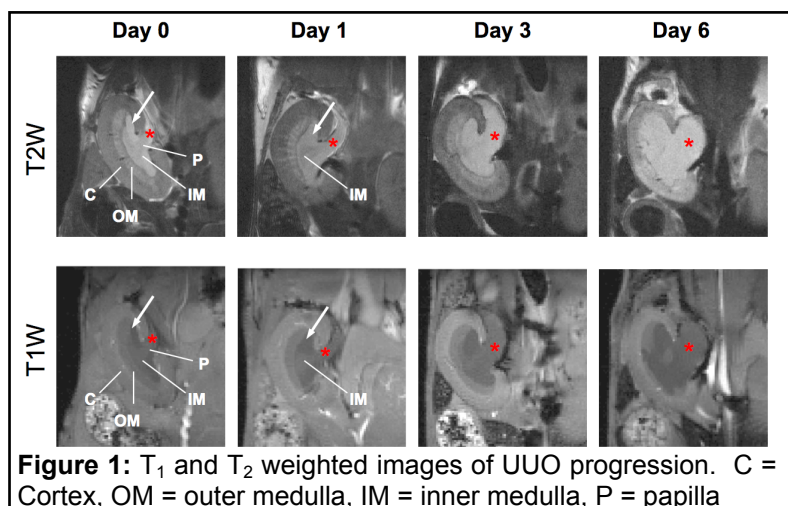 Day 0 Day 1 Day 3 Day 6
T2W
* * * *
P
C IM IM
OM
T1W
* * * *
P
C IM IM
OM
Figure 1: T₁ and T₂ weighted images of UUO progression. C =
Cortex, OM = outer medulla, IM = inner medulla, P = papilla